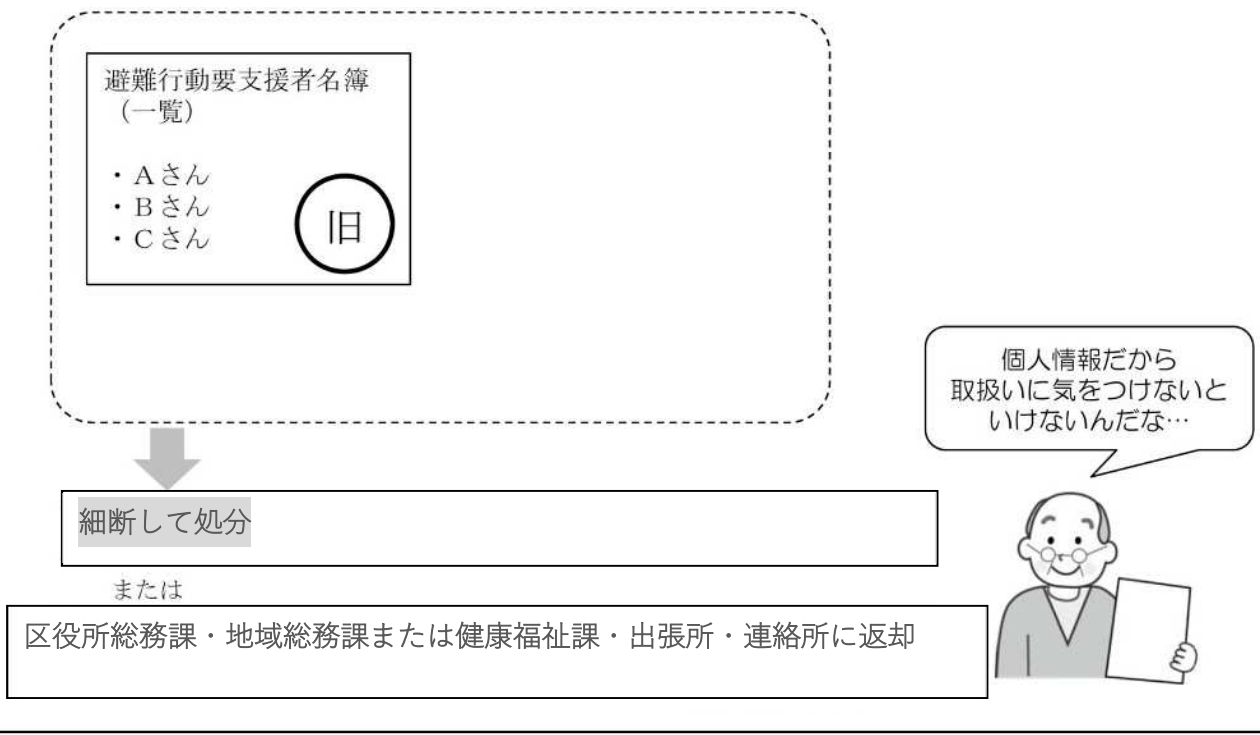 避難行動要支援者名簿
（一覧）
・Aさん
・Bさん
・Cさん
旧
個人情報だから
取扱いに気をつけないと
いけないんだな…
細断して処分
または
区役所総務課・地域総務課または健康福祉課・出張所・連絡所に返却